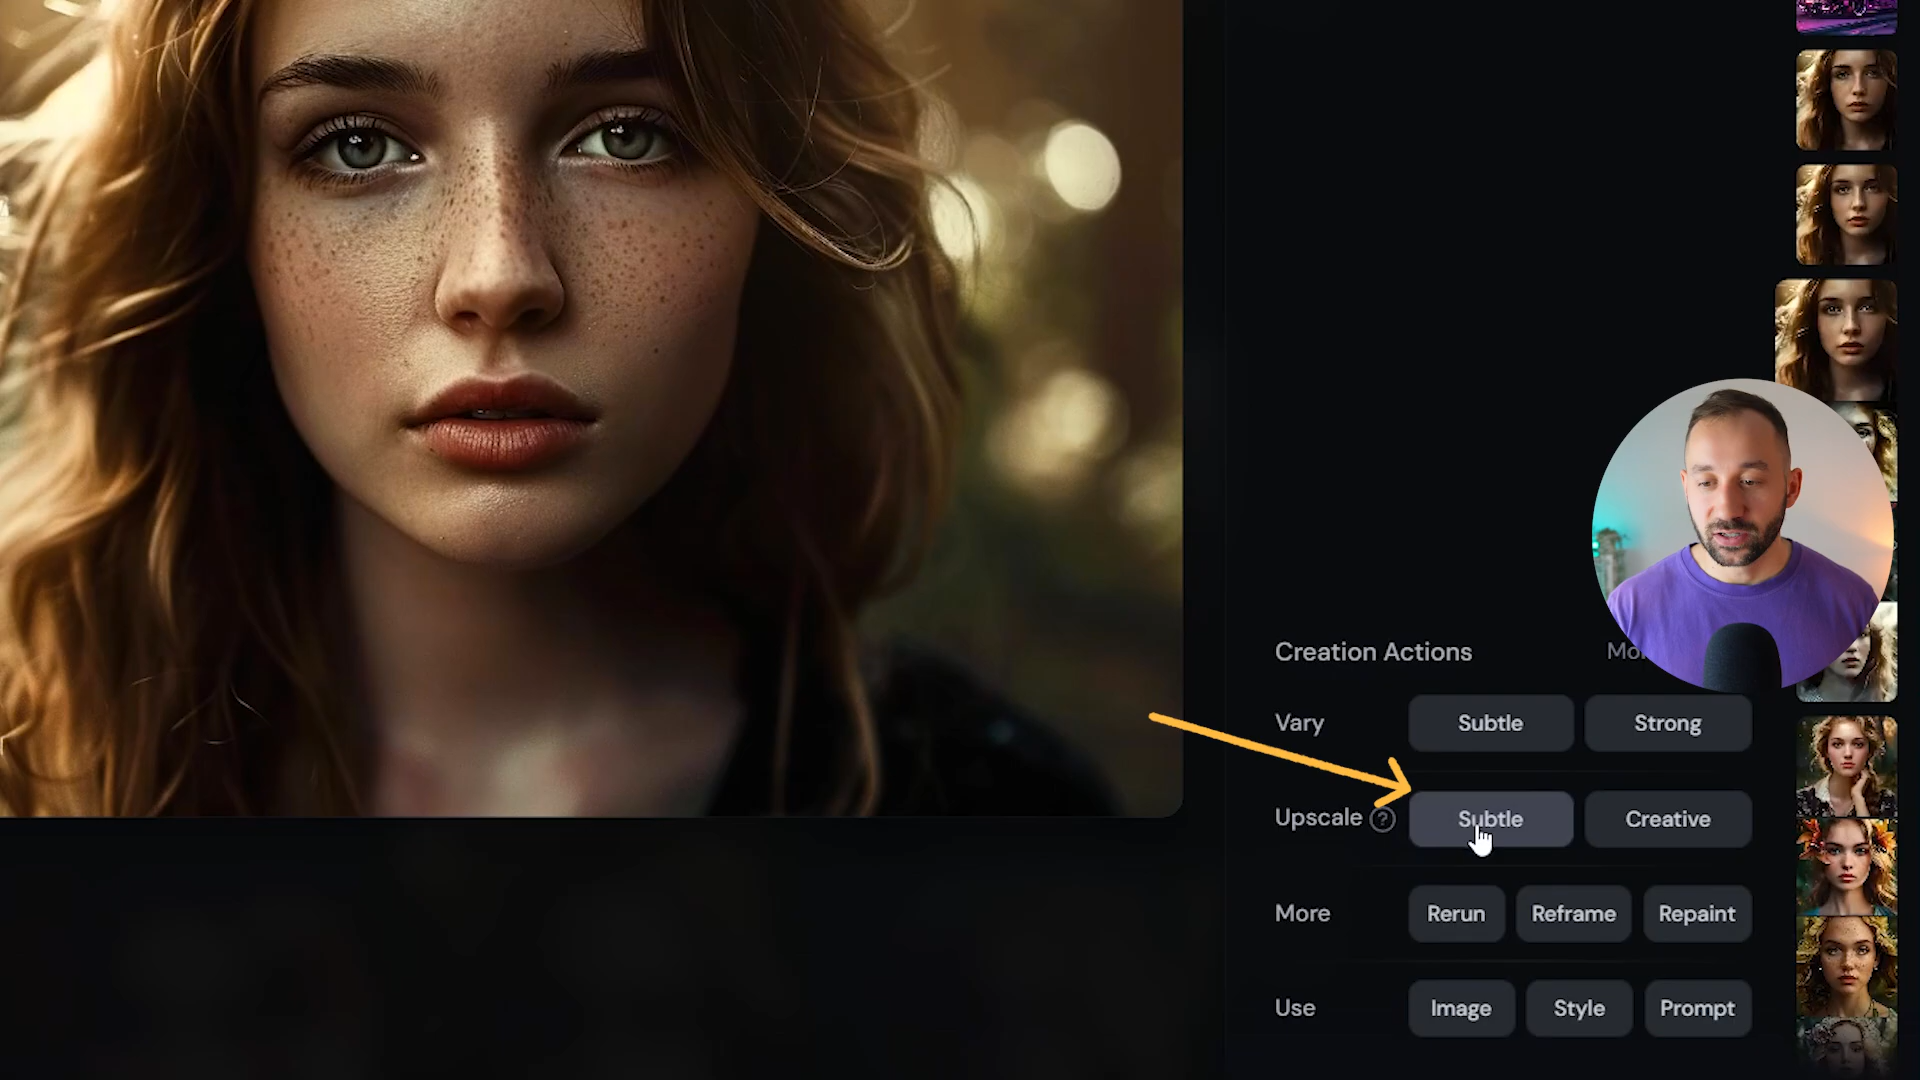 Creation Actions
Vary Subtle Strong
Upscale ? Subtle Creative
More Rerun Reframe Repaint
Use Image Style Prompt